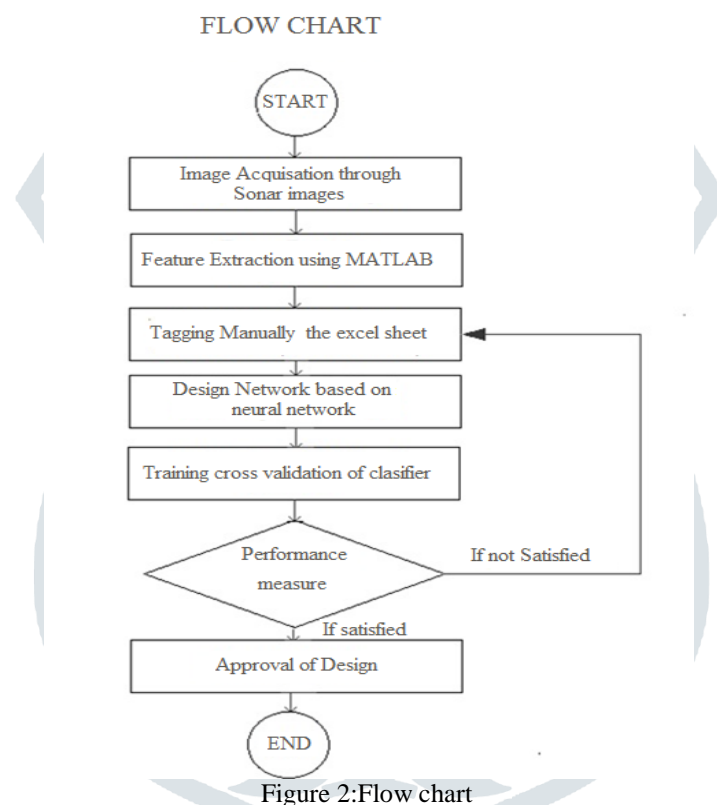 FLOW CHART
START
Image Acquisation through
Sonar images
Feature Extraction using MATLAB
Tagging Manually the excel sheet
Design Network based on
neural network
Training cross validation of clasifier
Performance
measure
If not Satisfied
If satisfied
Approval of Design
END
Figure 2:Flow chart